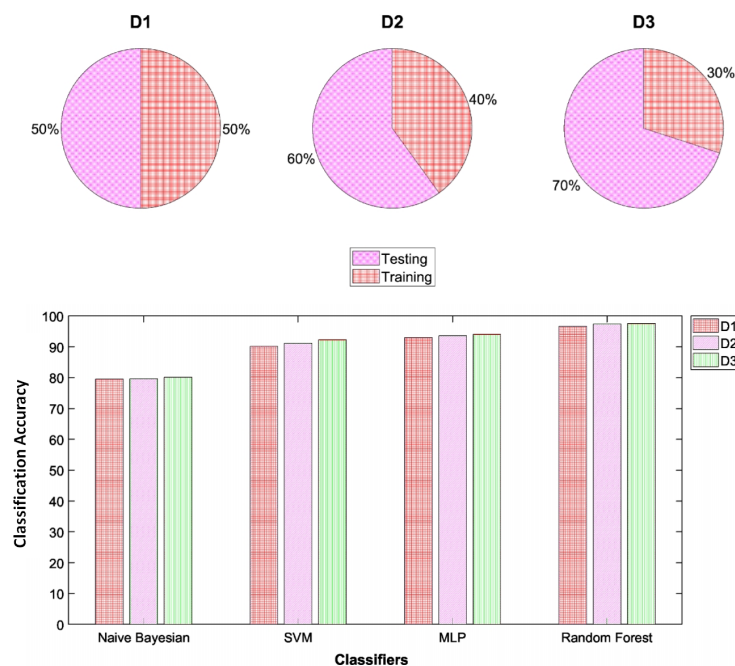 D1
D2
D3
50%
50%
60%
40%
70%
30%
Testing
Training
Classification Accuracy
100
90
80
70
60
50
40
30
20
10
0
D1
D2
D3
Naive Bayesian
SVM
MLP
Random Forest
Classifiers